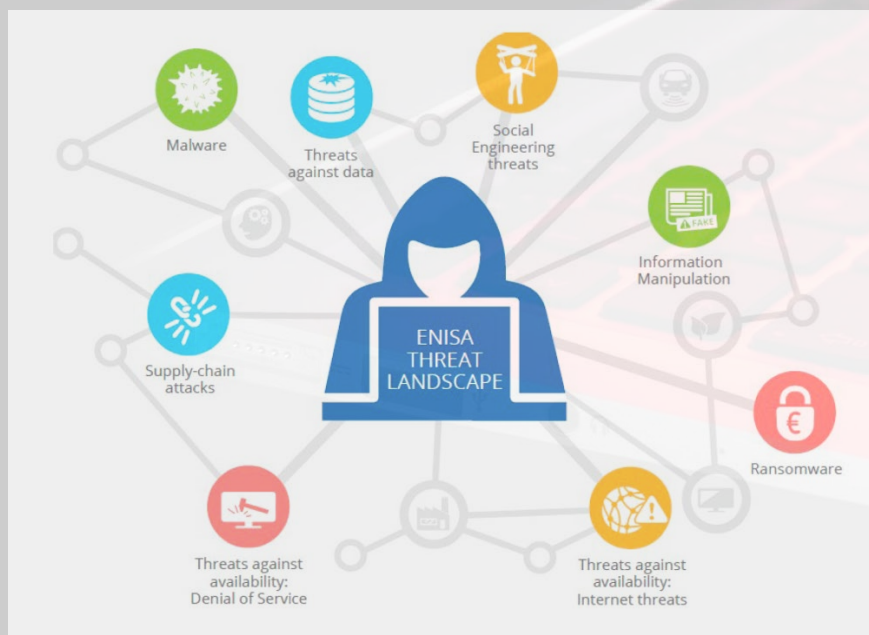 Malware
Threats
against data
Social
Engineering
threats
FAKE
Information
Manipulation
ENISA
THREAT
LANDSCAPE
Supply-chain
attacks
€
Ransomware
Threats against
availability:
Denial of Service
Threats against
availability:
Internet threats